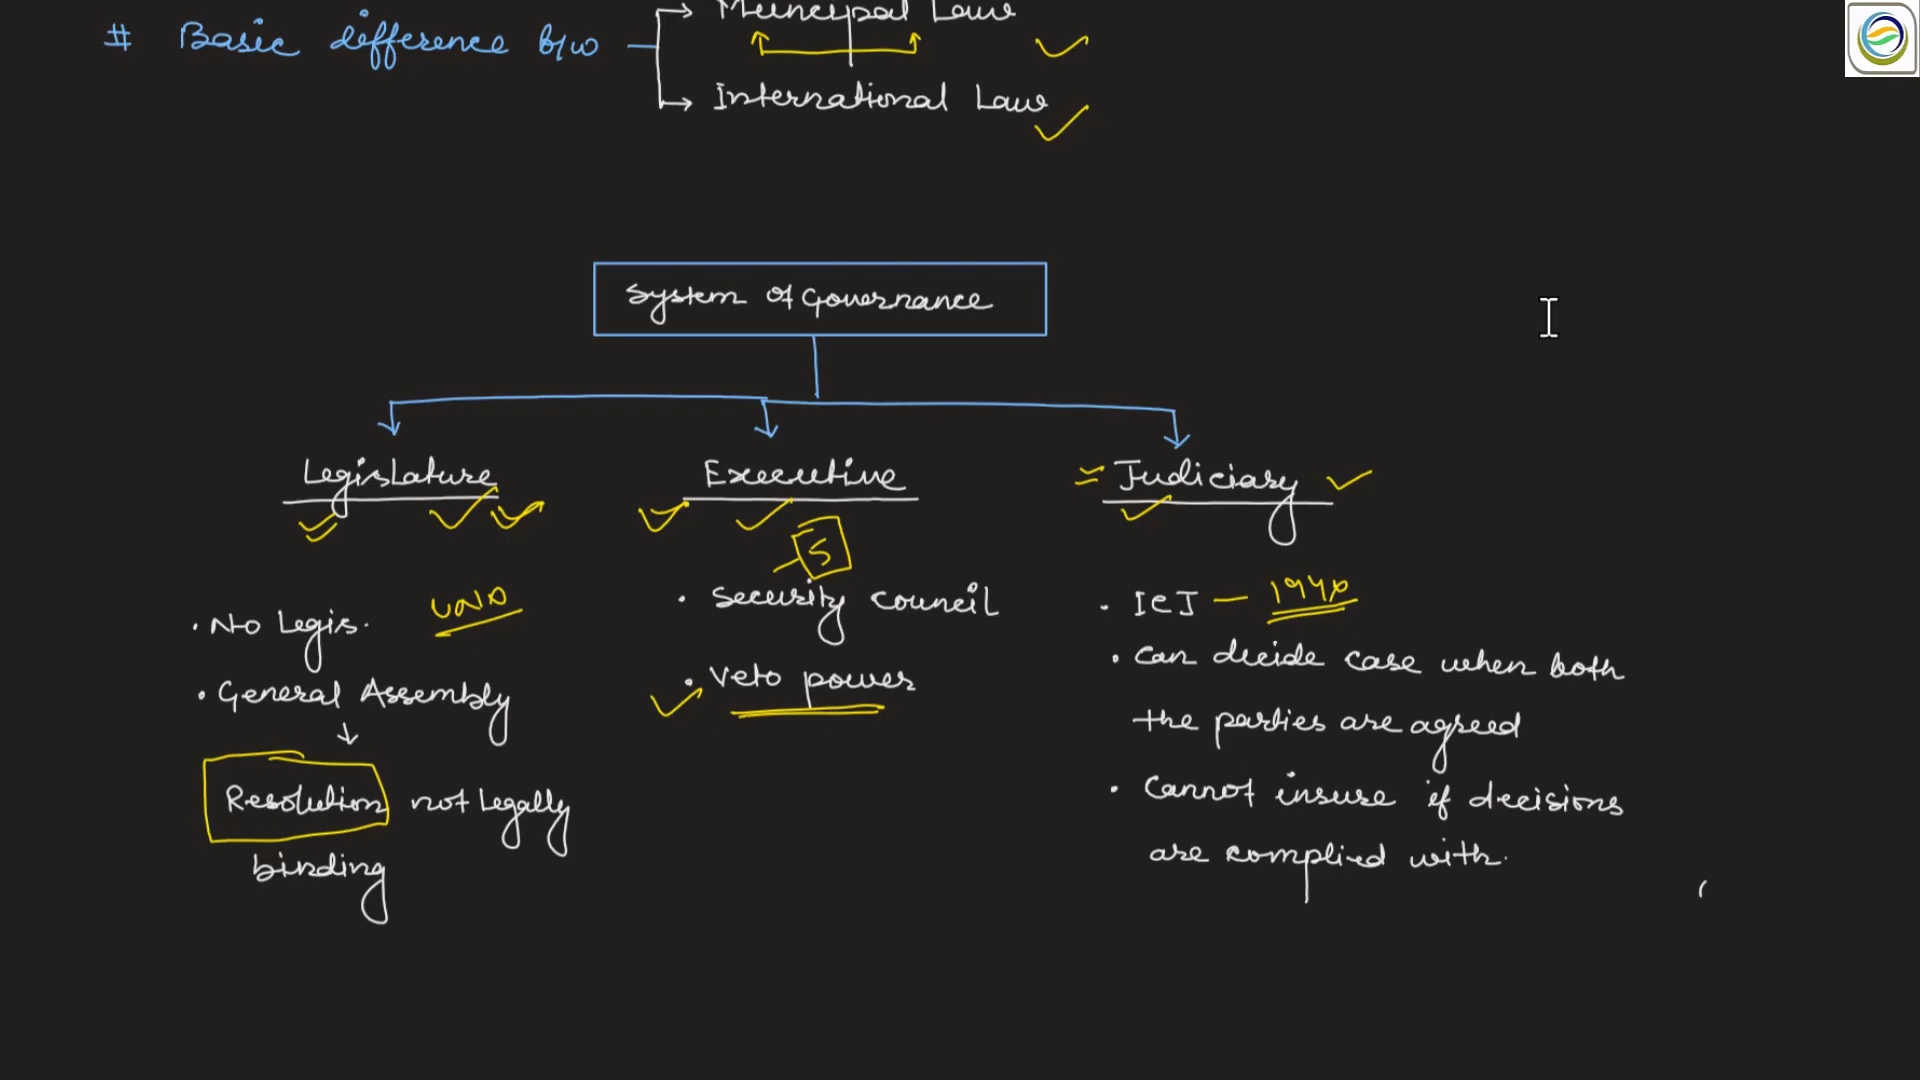 # Basic difference b/w
Municipal Law
International Law
System of Governance
Legislature
Executive
Judiciary
5
• No Legis.
• General Assembly
Resolution not Legally
binding
• Security Council
• Veto power
• ICJ —
• Can decide case when both
the parties are agreed
• Cannot insure if decisions
are complied with.